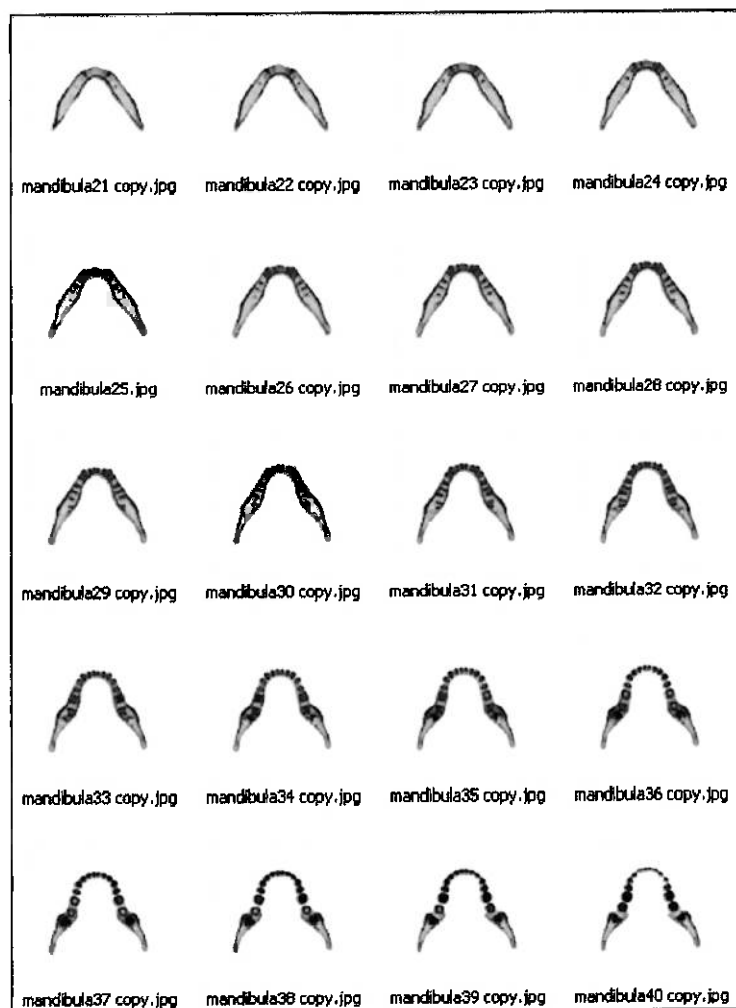 mandibula21 copy.jpg mandibula22 copy.jpg mandibula23 copy.jpg mandibula24 copy.jpg
mandibula25.jpg mandibula26 copy.jpg mandibula27 copy.jpg mandibula28 copy.jpg
mandibula29 copy.jpg mandibula30 copy.jpg mandibula31 copy.jpg mandibula32 copy.jpg
mandibula33 copy.jpg mandibula34 copy.jpg mandibula35 copy.jpg mandibula36 copy.jpg
mandibula37 copy.jpg mandibula38 copy.jpg mandibula39 copy.jpg mandibula40 copy.jpg